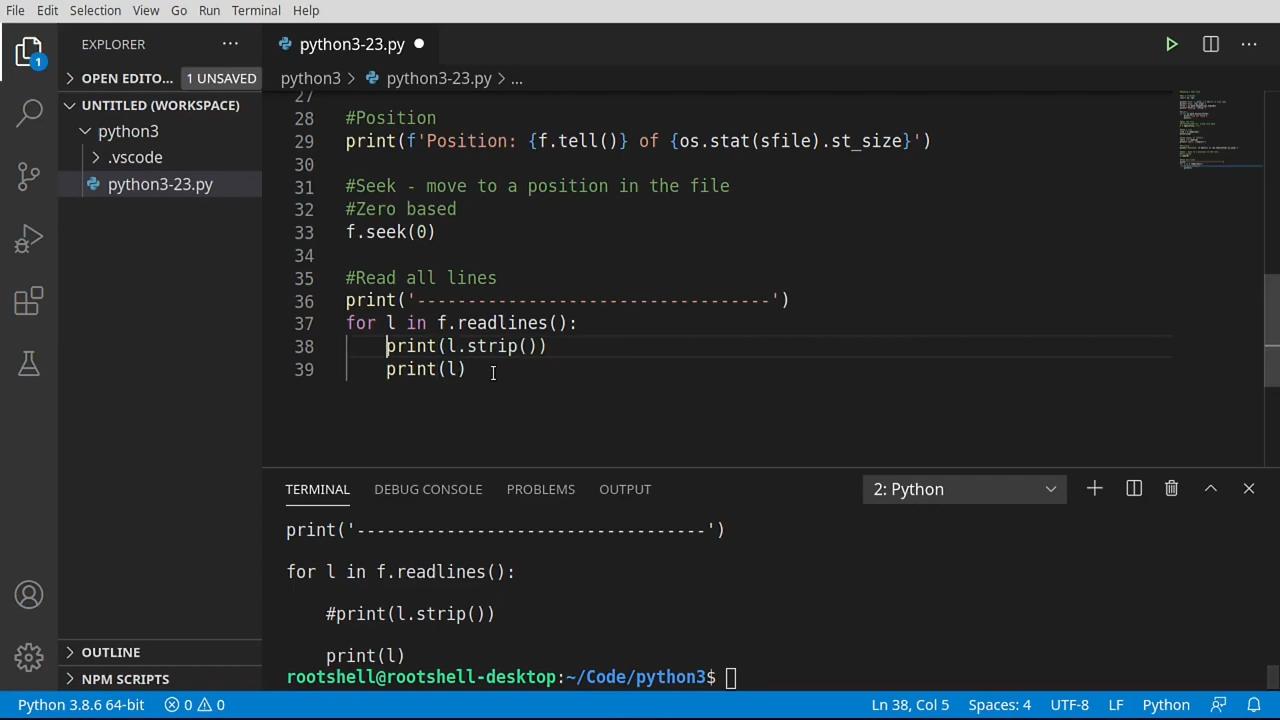 File Edit Selection View Go Run Terminal Help
EXPLORER
python3-23.py
OPEN EDITO... 1 UNSAVED
python3 > python3-23.py > ...
1
UNTITLED (WORKSPACE)
python3
.vscode
python3-23.py
27
28 #Position
29 print(f'Position: {f.tell()} of {os.stat(sfile).st_size}')
30
31 #Seek - move to a position in the file
32 #Zero based
33 f.seek(0)
34
35 #Read all lines
36 print('-----------------------------------')
37 for l in f.readlines():
38 print(l.strip())
39 print(l)
TERMINAL DEBUG CONSOLE PROBLEMS OUTPUT 2: Python
print('-----------------------------------')
for l in f.readlines():
#print(l.strip())
print(l)
rootshell@rootshell-desktop:~/Code/python3$
OUTLINE
NPM SCRIPTS
Python 3.8.6 64-bit 0 0 Ln 38, Col 5 Spaces: 4 UTF-8 LF Python